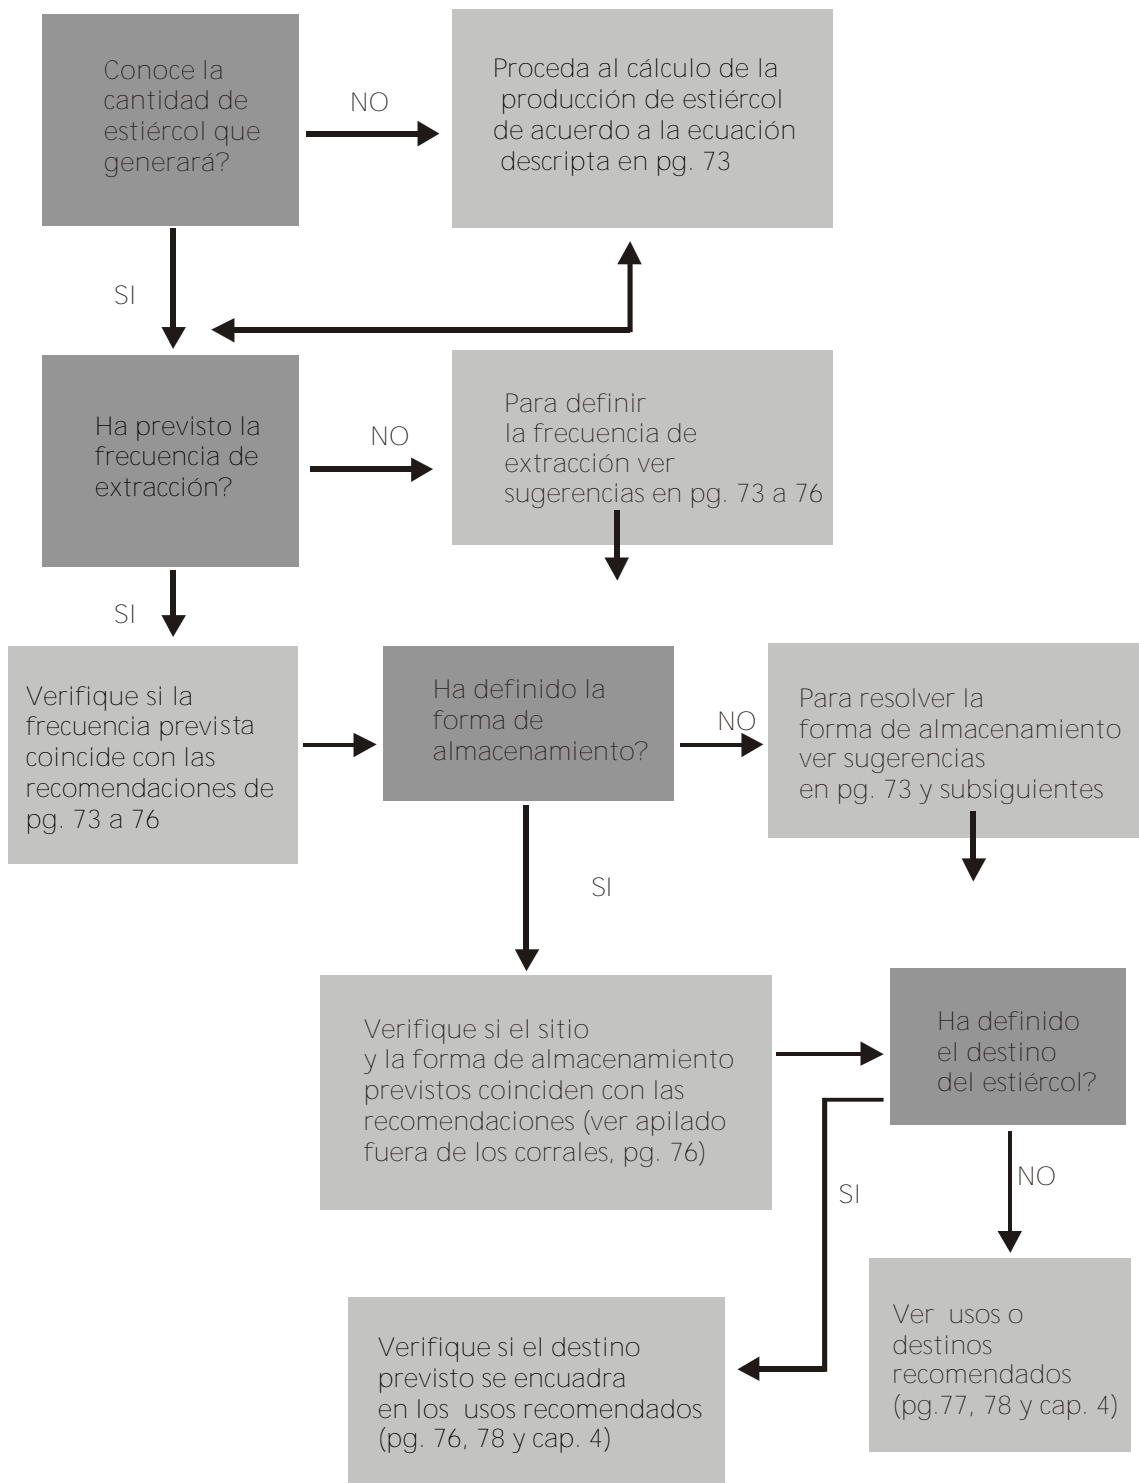 Conoce la
cantidad de
estiércol que
generará?
NO
Proceda al cálculo de la
producción de estiércol
de acuerdo a la ecuación
descripta en pg. 73
SI
Ha previsto la
frecuencia de
extracción?
NO
Para definir
la frecuencia de
extracción ver
sugerencias en pg. 73 a 76
SI
Verifique si la
frecuencia prevista
coincide con las
recomendaciones de
pg. 73 a 76
Ha definido la
forma de
almacenamiento?
NO
Para resolver la
forma de almacenamiento
ver sugerencias
en pg. 73 y subsiguientes
SI
Verifique si el sitio
y la forma de almacenamiento
previstos coinciden con las
recomendaciones (ver apilado
fuera de los corrales, pg. 76)
Ha definido
el destino
del estiércol?
SI
NO
Verifique si el destino
previsto se encuadra
en los usos recomendados
(pg. 76, 78 y cap. 4)
Ver usos o
destinos
recomendados
(pg.77, 78 y cap. 4)